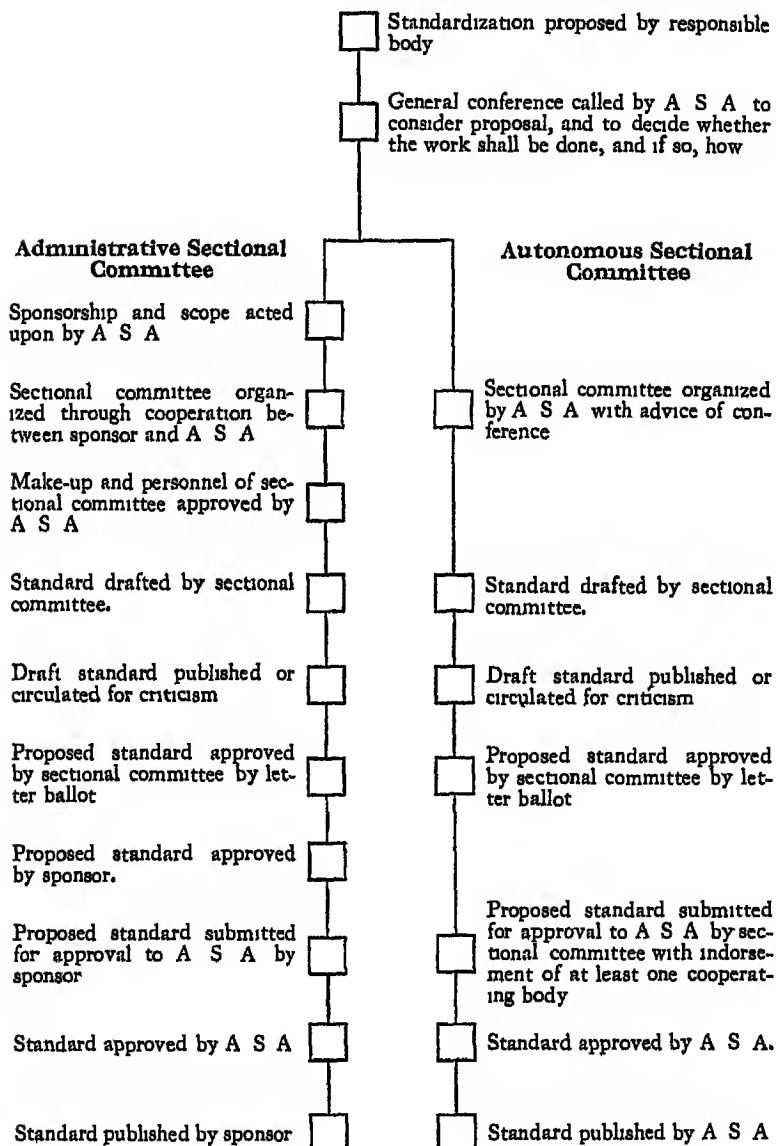 Standardization proposed by responsible
body
General conference called by A S A to
consider proposal, and to decide whether
the work shall be done, and if so, how
Administrative Sectional
Committee
Sponsorship and scope acted
upon by A S A
Sectional committee organ-
ized through cooperation be-
tween sponsor and A S A
Make-up and personnel of sec-
tional committee approved by
A S A
Standard drafted by sectional
committee.
Draft standard published or
circulated for criticism
Proposed standard approved
by sectional committee by let-
ter ballot
Proposed standard approved
by sponsor.
Proposed standard submitted
for approval to A S A by
sponsor
Standard approved by A S A
Standard published by sponsor
Autonomous Sectional
Committee
Sectional committee organized
by A S A with advice of con-
ference
Standard drafted by sectional
committee.
Draft standard published or
circulated for criticism
Proposed standard approved
by sectional committee by let-
ter ballot
Proposed standard submitted
for approval to A S A by sec-
tional committee with indorse-
ment of at least one cooperat-
ing body
Standard approved by A S A.
Standard published by A S A